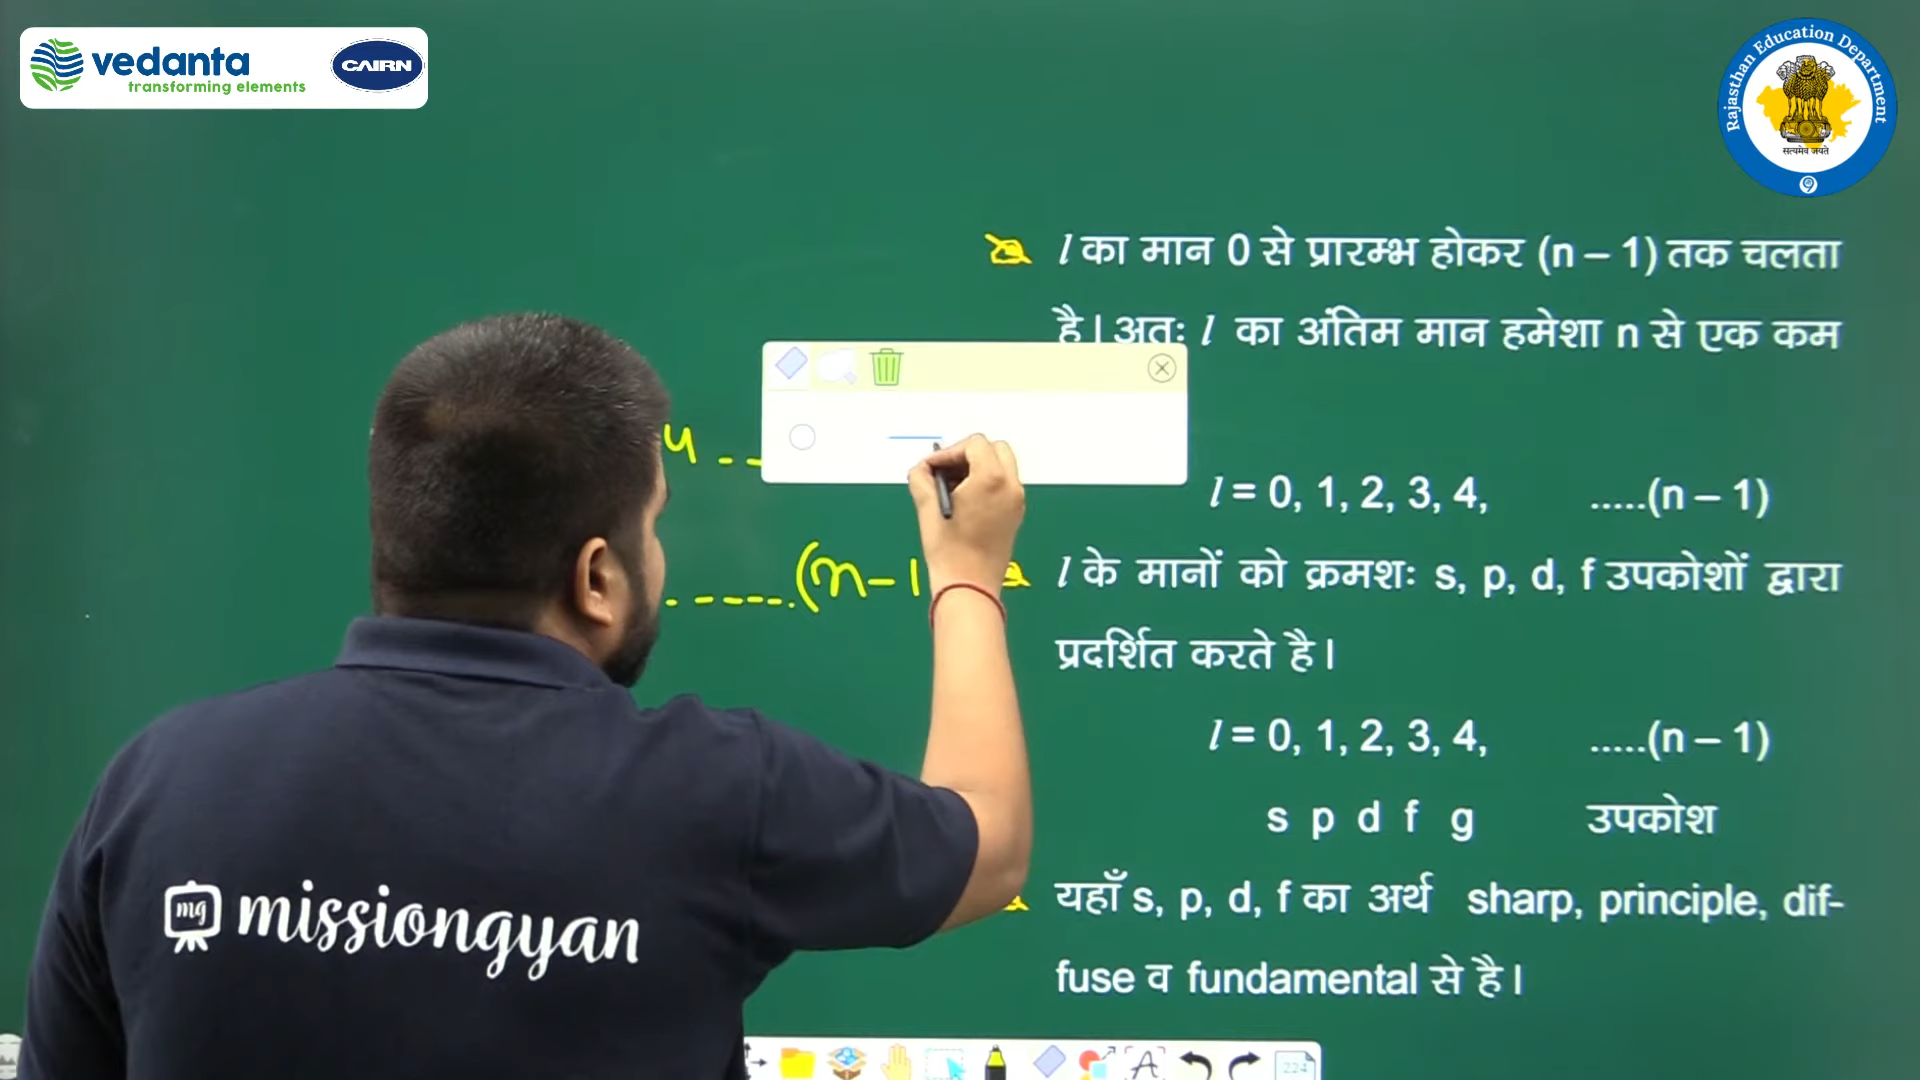 vedanta
transforming elements
CAIRN
Rajasthan Education Department
सत्यमेव जयते
l का मान 0 से प्रारम्भ होकर (n – 1) तक चलता
है। अतः l का अंतिम मान हमेशा n से एक कम
4 - -
l = 0, 1, 2, 3, 4, .....(n – 1)
- - - - - (n-1
l के मानों को क्रमशः s, p, d, f उपकोशों द्वारा
प्रदर्शित करते है।
l = 0, 1, 2, 3, 4, .....(n – 1)
s p d f g उपकोश
यहाँ s, p, d, f का अर्थ sharp, principle, dif-
fuse व fundamental से है।
mg missiongyan
A
224